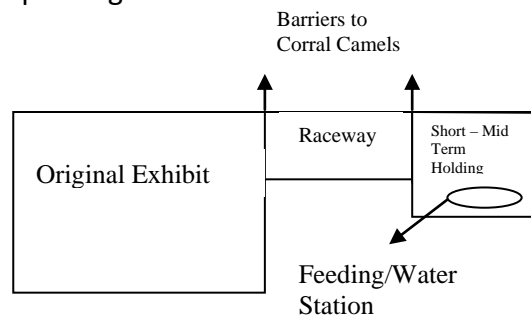 Barriers to
Corral Camels
Raceway
Short – Mid
Term
Holding
Original Exhibit
Feeding/Water
Station